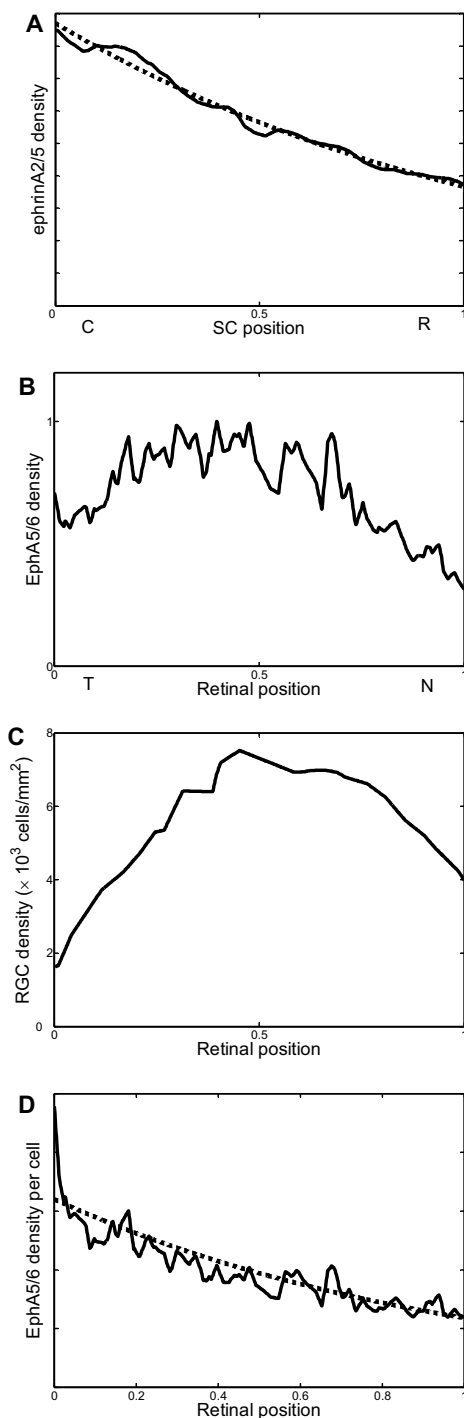 A
ephrinA2/5 density
0 0.5 1
C SC position R
B
1
EphA5/6 density
0
0 0.5 1
T Retinal position N
C
8
6
4
2
0
RGC density (× 10³ cells/mm²)
0 0.5 1
Retinal position
D
EphA5/6 density per cell
0 0.2 0.4 0.6 0.8 1
Retinal position